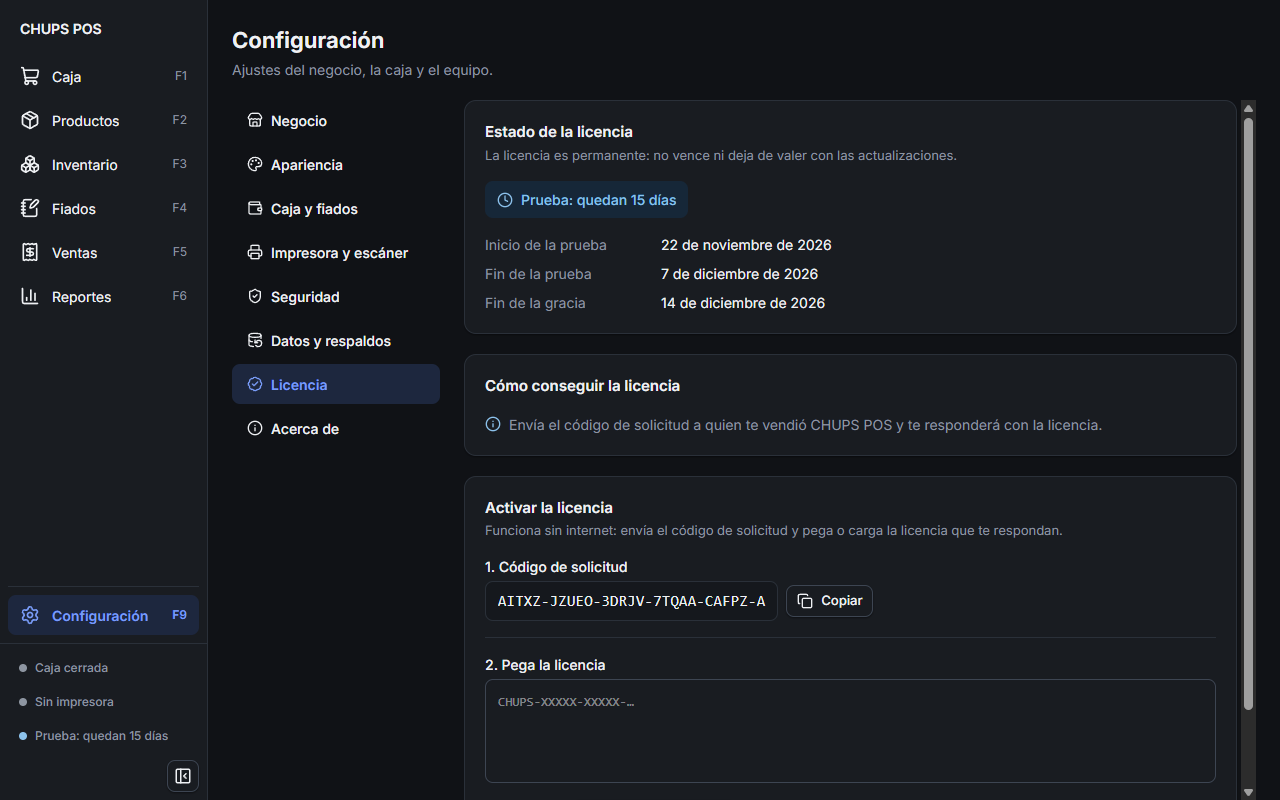 CHUPS POS
Caja F1
Productos F2
Inventario F3
Fiados F4
Ventas F5
Reportes F6
Configuración F9
Caja cerrada
Sin impresora
Prueba: quedan 15 días
Configuración
Ajustes del negocio, la caja y el equipo.
Negocio
Apariencia
Caja y fiados
Impresora y escáner
Seguridad
Datos y respaldos
Licencia
Acerca de
Estado de la licencia
La licencia es permanente: no vence ni deja de valer con las actualizaciones.
Prueba: quedan 15 días
Inicio de la prueba 22 de noviembre de 2026
Fin de la prueba 7 de diciembre de 2026
Fin de la gracia 14 de diciembre de 2026
Cómo conseguir la licencia
Envía el código de solicitud a quien te vendió CHUPS POS y te responderá con la licencia.
Activar la licencia
Funciona sin internet: envía el código de solicitud y pega o carga la licencia que te respondan.
1. Código de solicitud
AITXZ-JZUEO-3DRJV-7TQAA-CAFPZ-A
Copiar
2. Pega la licencia
CHUPS-XXXXX-XXXXX-…